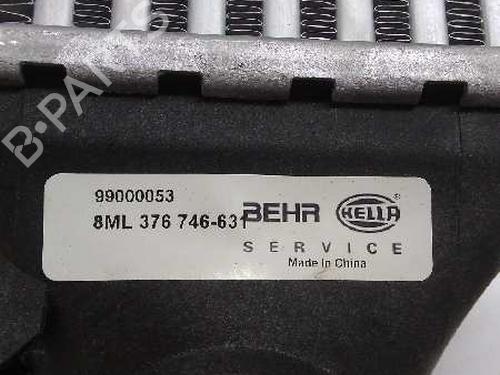 B-PARTS
99000053
8ML 376 746-631
BEHR HELLA
SERVICE
Made In China